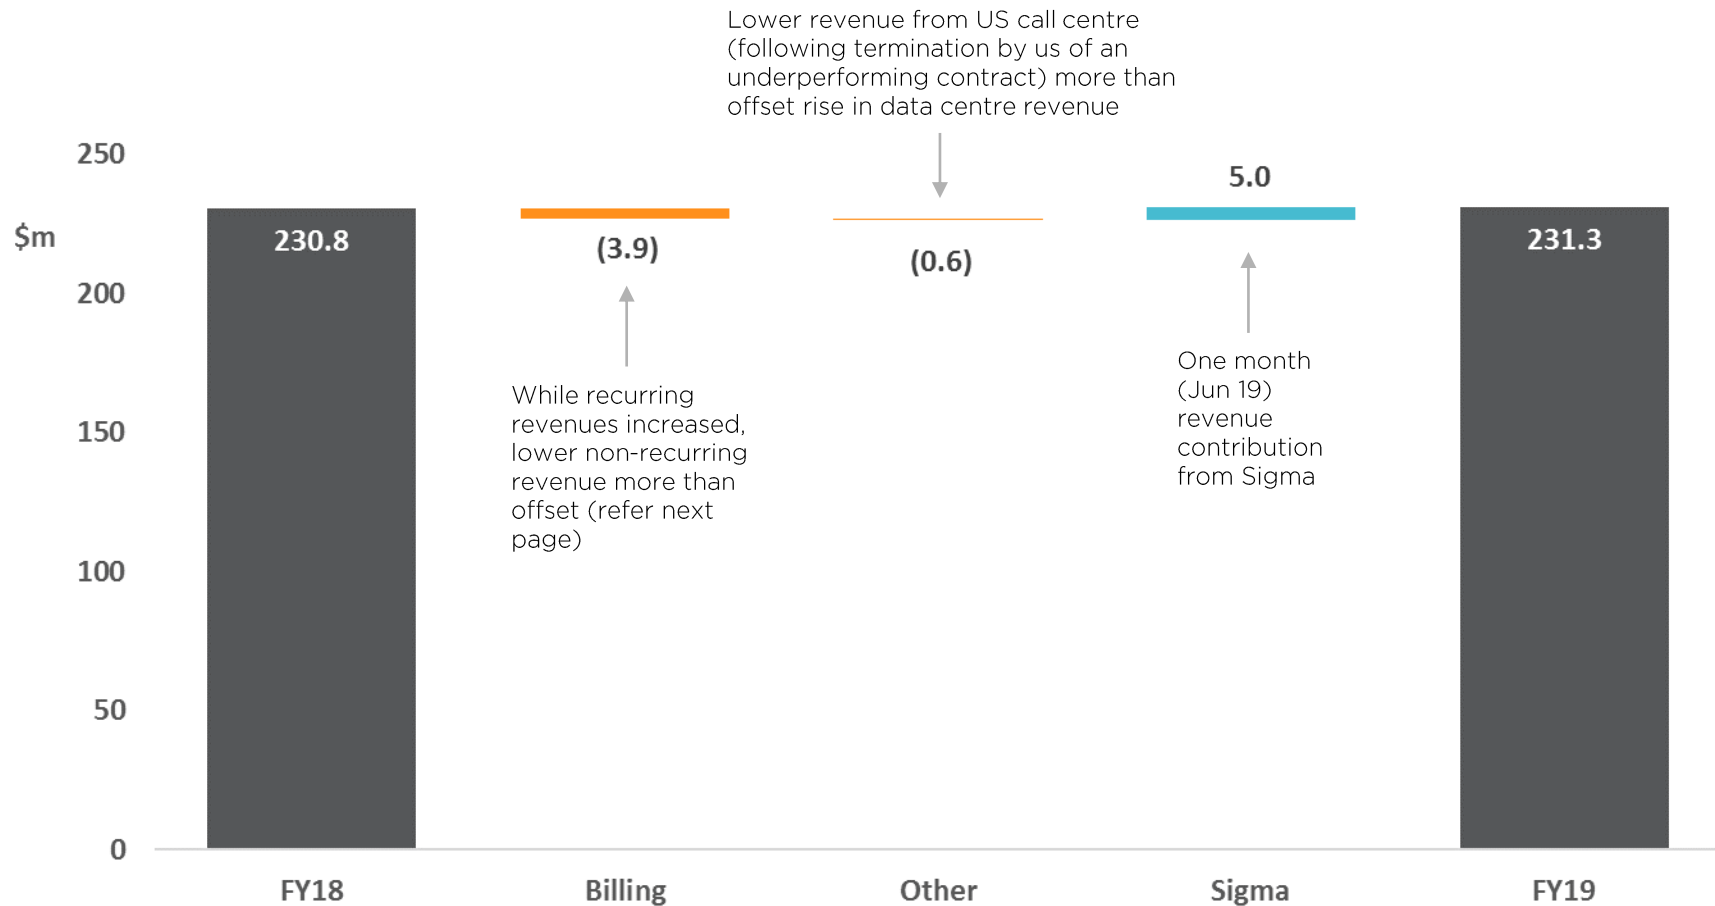 Lower revenue from US call centre
(following termination by us of an
underperforming contract) more than
offset rise in data centre revenue
250
5.0
$m
230.8
(3.9)
(0.6)
231.3
200
While recurring
revenues increased,
lower non-recurring
revenue more than
offset (refer next
page)
One month
(Jun 19)
revenue
contribution
from Sigma
150
100
50
0
FY18
Billing
Other
Sigma
FY19